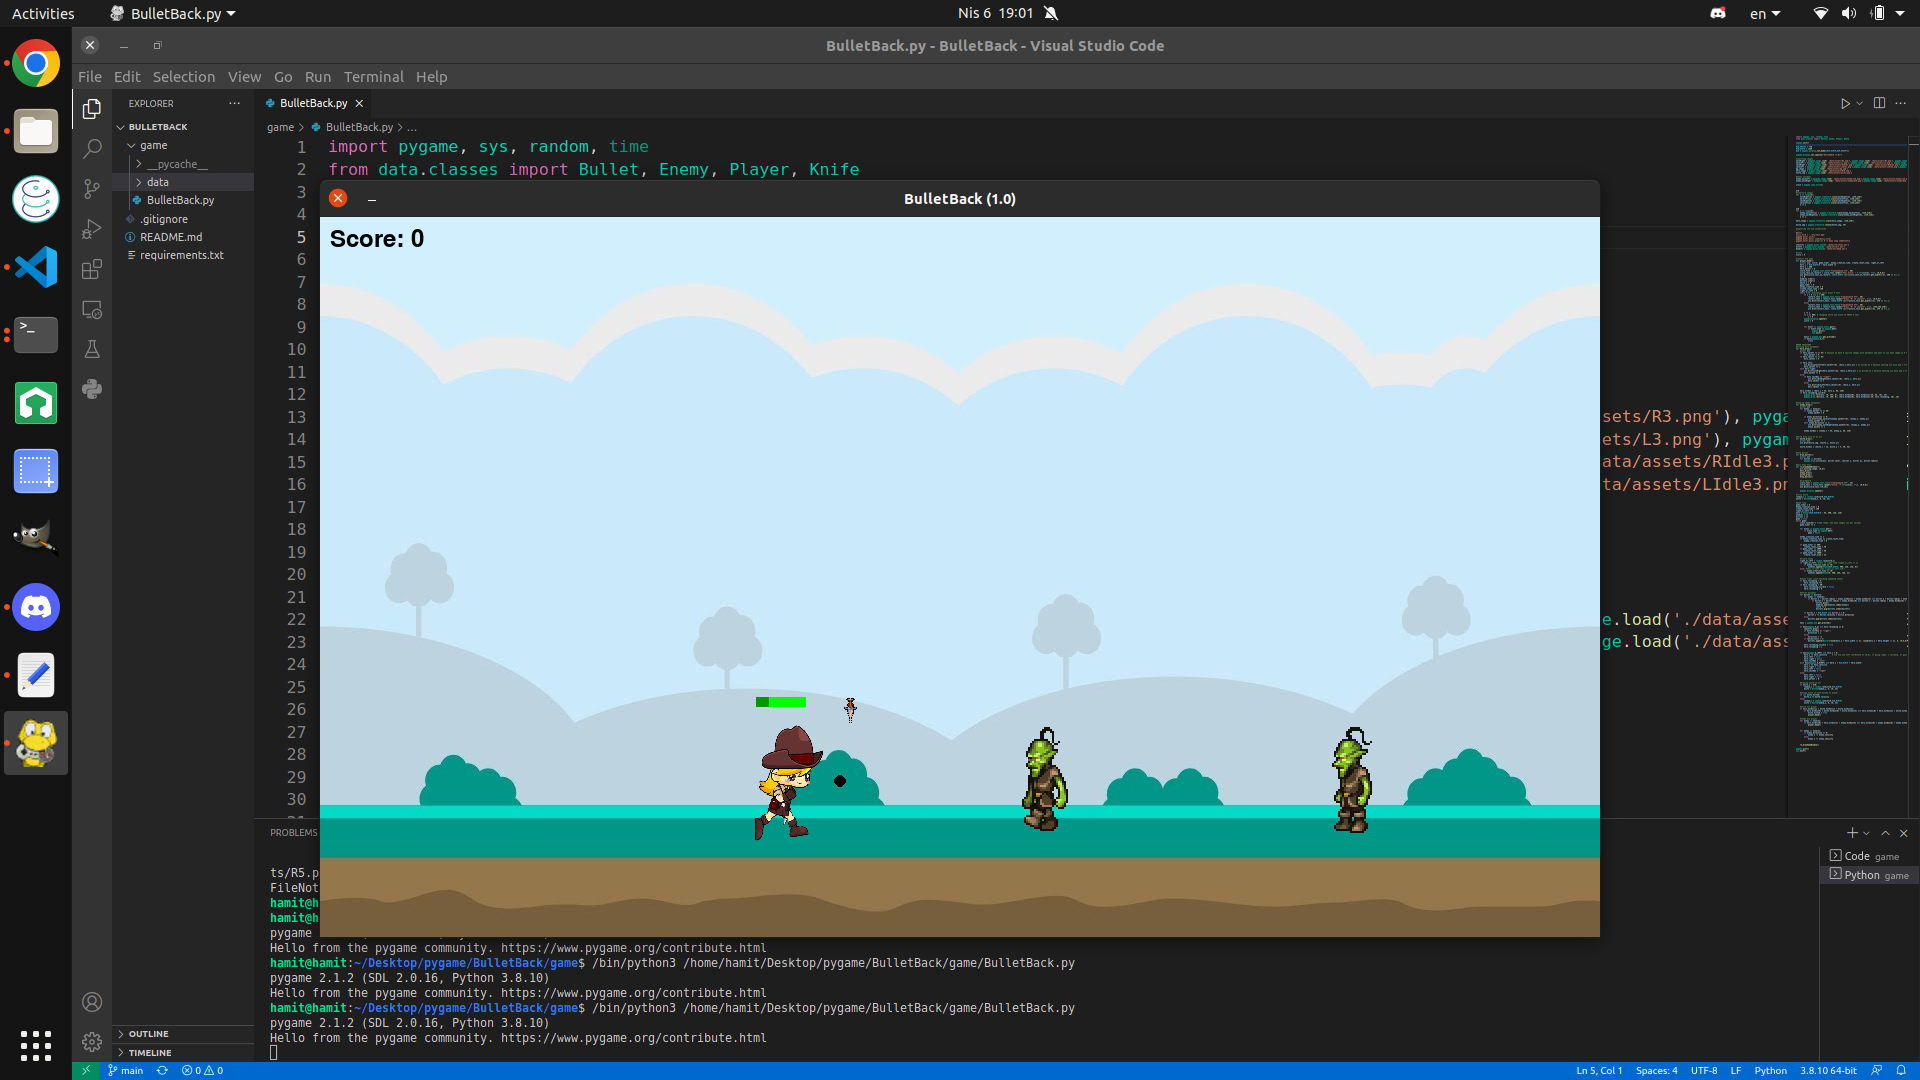 Activities
BulletBack.py
Nis 6 19:01
en
BulletBack.py - BulletBack - Visual Studio Code
File Edit Selection View Go Run Terminal Help
EXPLORER
BULLETBACK
game
__pycache__
data
BulletBack.py
.gitignore
README.md
requirements.txt
OUTLINE
TIMELINE
BulletBack.py
game > BulletBack.py > ...
1 import pygame, sys, random, time
2 from data.classes import Bullet, Enemy, Player, Knife
3
4
5
6
7
8
9
10
11
12
13
14
15
16
17
18
19
20
21
22
23
24
25
26
27
28
29
30
BulletBack (1.0)
Score: 0
sets/R3.png'), pyga
ets/L3.png'), pygam
ata/assets/RIdle3.p
ta/assets/LIdle3.pn
e.load('./data/asse
ge.load('./data/ass
PROBLEMS
Code game
Python game
ts/R5.p
FileNot
hamit@h
hamit@h
pygame
Hello from the pygame community. https://www.pygame.org/contribute.html
hamit@hamit:~/Desktop/pygame/BulletBack/game$ /bin/python3 /home/hamit/Desktop/pygame/BulletBack/game/BulletBack.py
pygame 2.1.2 (SDL 2.0.16, Python 3.8.10)
Hello from the pygame community. https://www.pygame.org/contribute.html
hamit@hamit:~/Desktop/pygame/BulletBack/game$ /bin/python3 /home/hamit/Desktop/pygame/BulletBack/game/BulletBack.py
pygame 2.1.2 (SDL 2.0.16, Python 3.8.10)
Hello from the pygame community. https://www.pygame.org/contribute.html
main
0
0
Ln 5, Col 1
Spaces: 4
UTF-8
LF
Python
3.8.10 64-bit